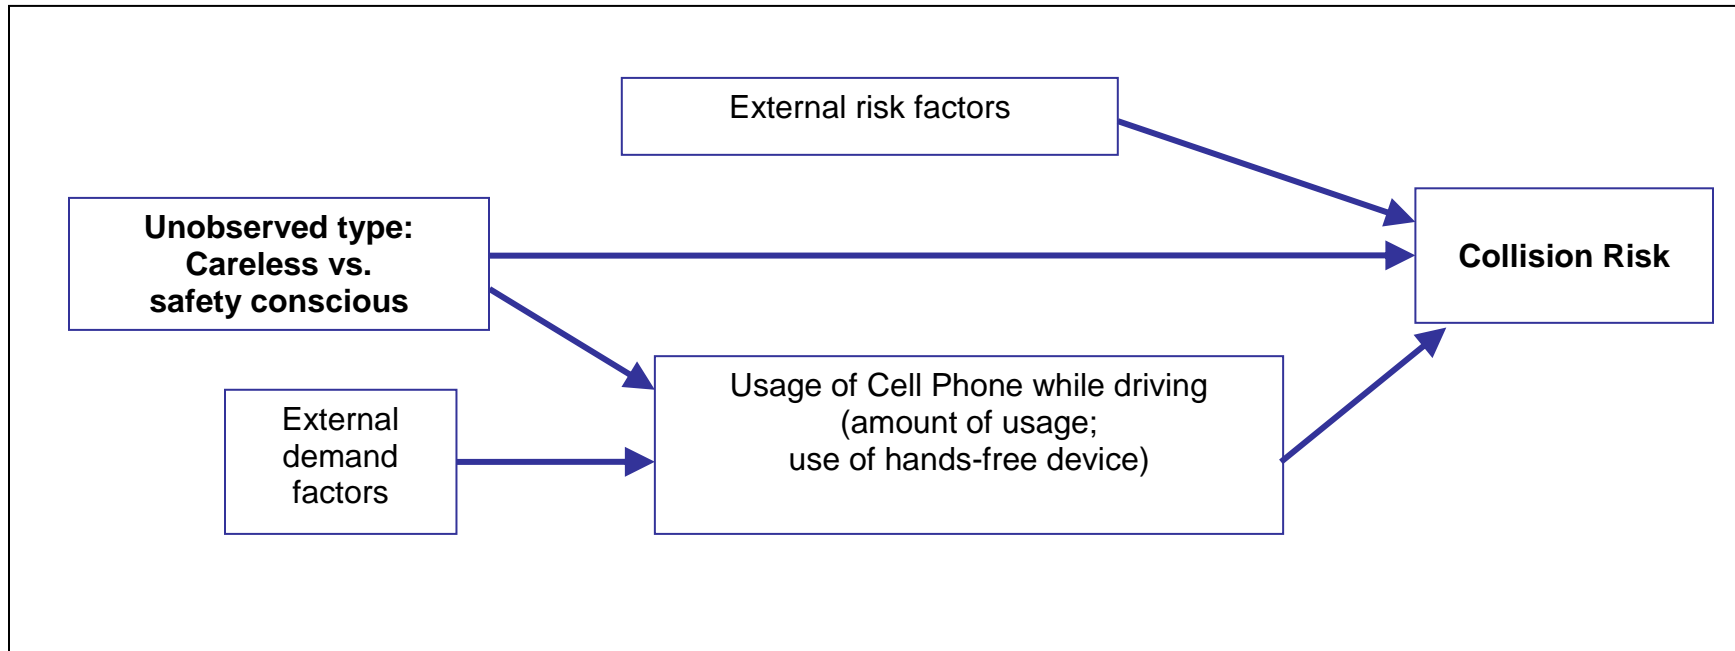 External risk factors
Unobserved type:
Careless vs.
safety conscious
Collision Risk
Usage of Cell Phone while driving
(amount of usage;
use of hands-free device)
External
demand
factors